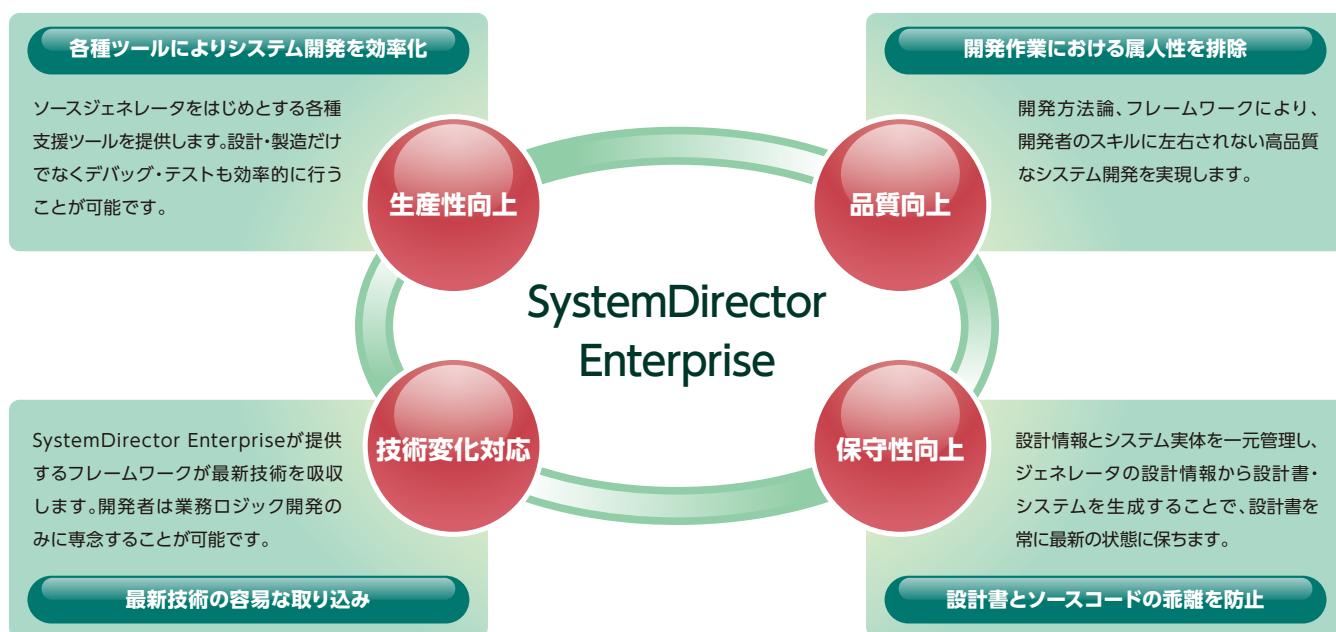 各種ツールによりシステム開発を効率化
ソースジェネレータをはじめとする各種
支援ツールを提供します。設計・製造だけ
でなくデバッグ・テストも効率的に行う
ことが可能です。
生産性向上
開発作業における属人性を排除
開発方法論、フレームワークにより、
開発者のスキルに左右されない高品質
なシステム開発を実現します。
品質向上
SystemDirector
Enterprise
技術変化対応
SystemDirector Enterpriseが提供
するフレームワークが最新技術を吸収
します。開発者は業務ロジック開発の
みに専念することが可能です。
最新技術の容易な取り込み
保守性向上
設計情報とシステム実体を一元管理し、
ジェネレータの設計情報から設計書・
システムを生成することで、設計書を
常に最新の状態に保ちます。
設計書とソースコードの乖離を防止